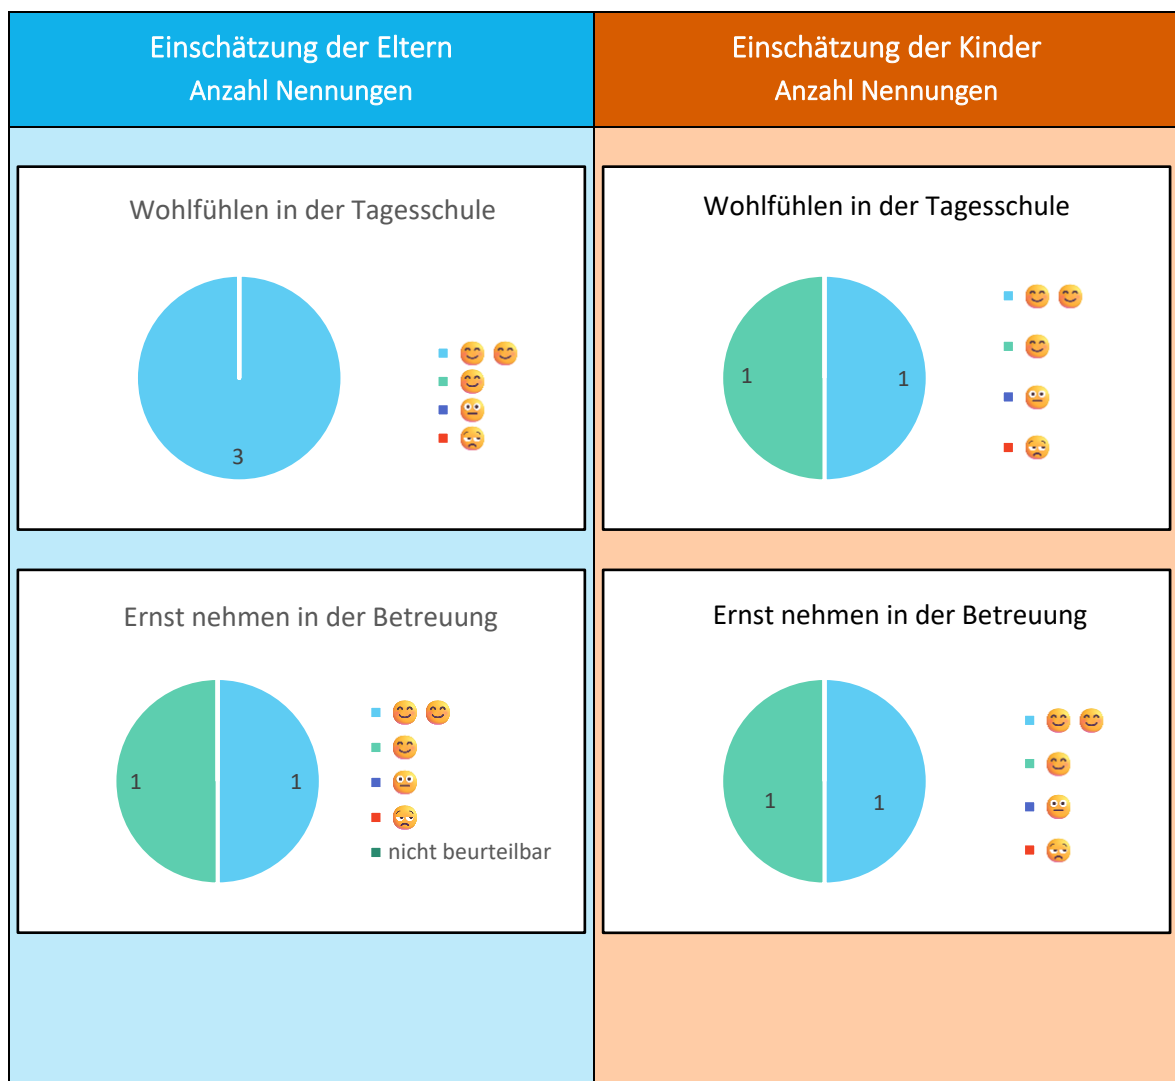 Einschätzung der Eltern
Anzahl Nennungen
Einschätzung der Kinder
Anzahl Nennungen
Wohlfühlen in der Tagesschule
3
Wohlfühlen in der Tagesschule
1
1
Ernst nehmen in der Betreuung
1
1
nicht beurteilbar
Ernst nehmen in der Betreuung
1
1